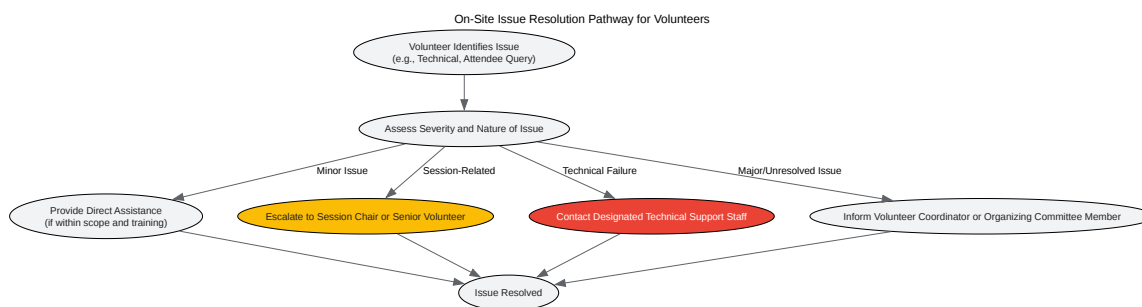 On-Site Issue Resolution Pathway for Volunteers
Volunteer Identifies Issue
(e.g., Technical, Attendee Query)
Assess Severity and Nature of Issue
Minor Issue
Session-Related
Technical Failure
Major/Unresolved Issue
Provide Direct Assistance
(if within scope and training)
Escalate to Session Chair or Senior Volunteer
Contact Designated Technical Support Staff
Inform Volunteer Coordinator or Organizing Committee Member
Issue Resolved